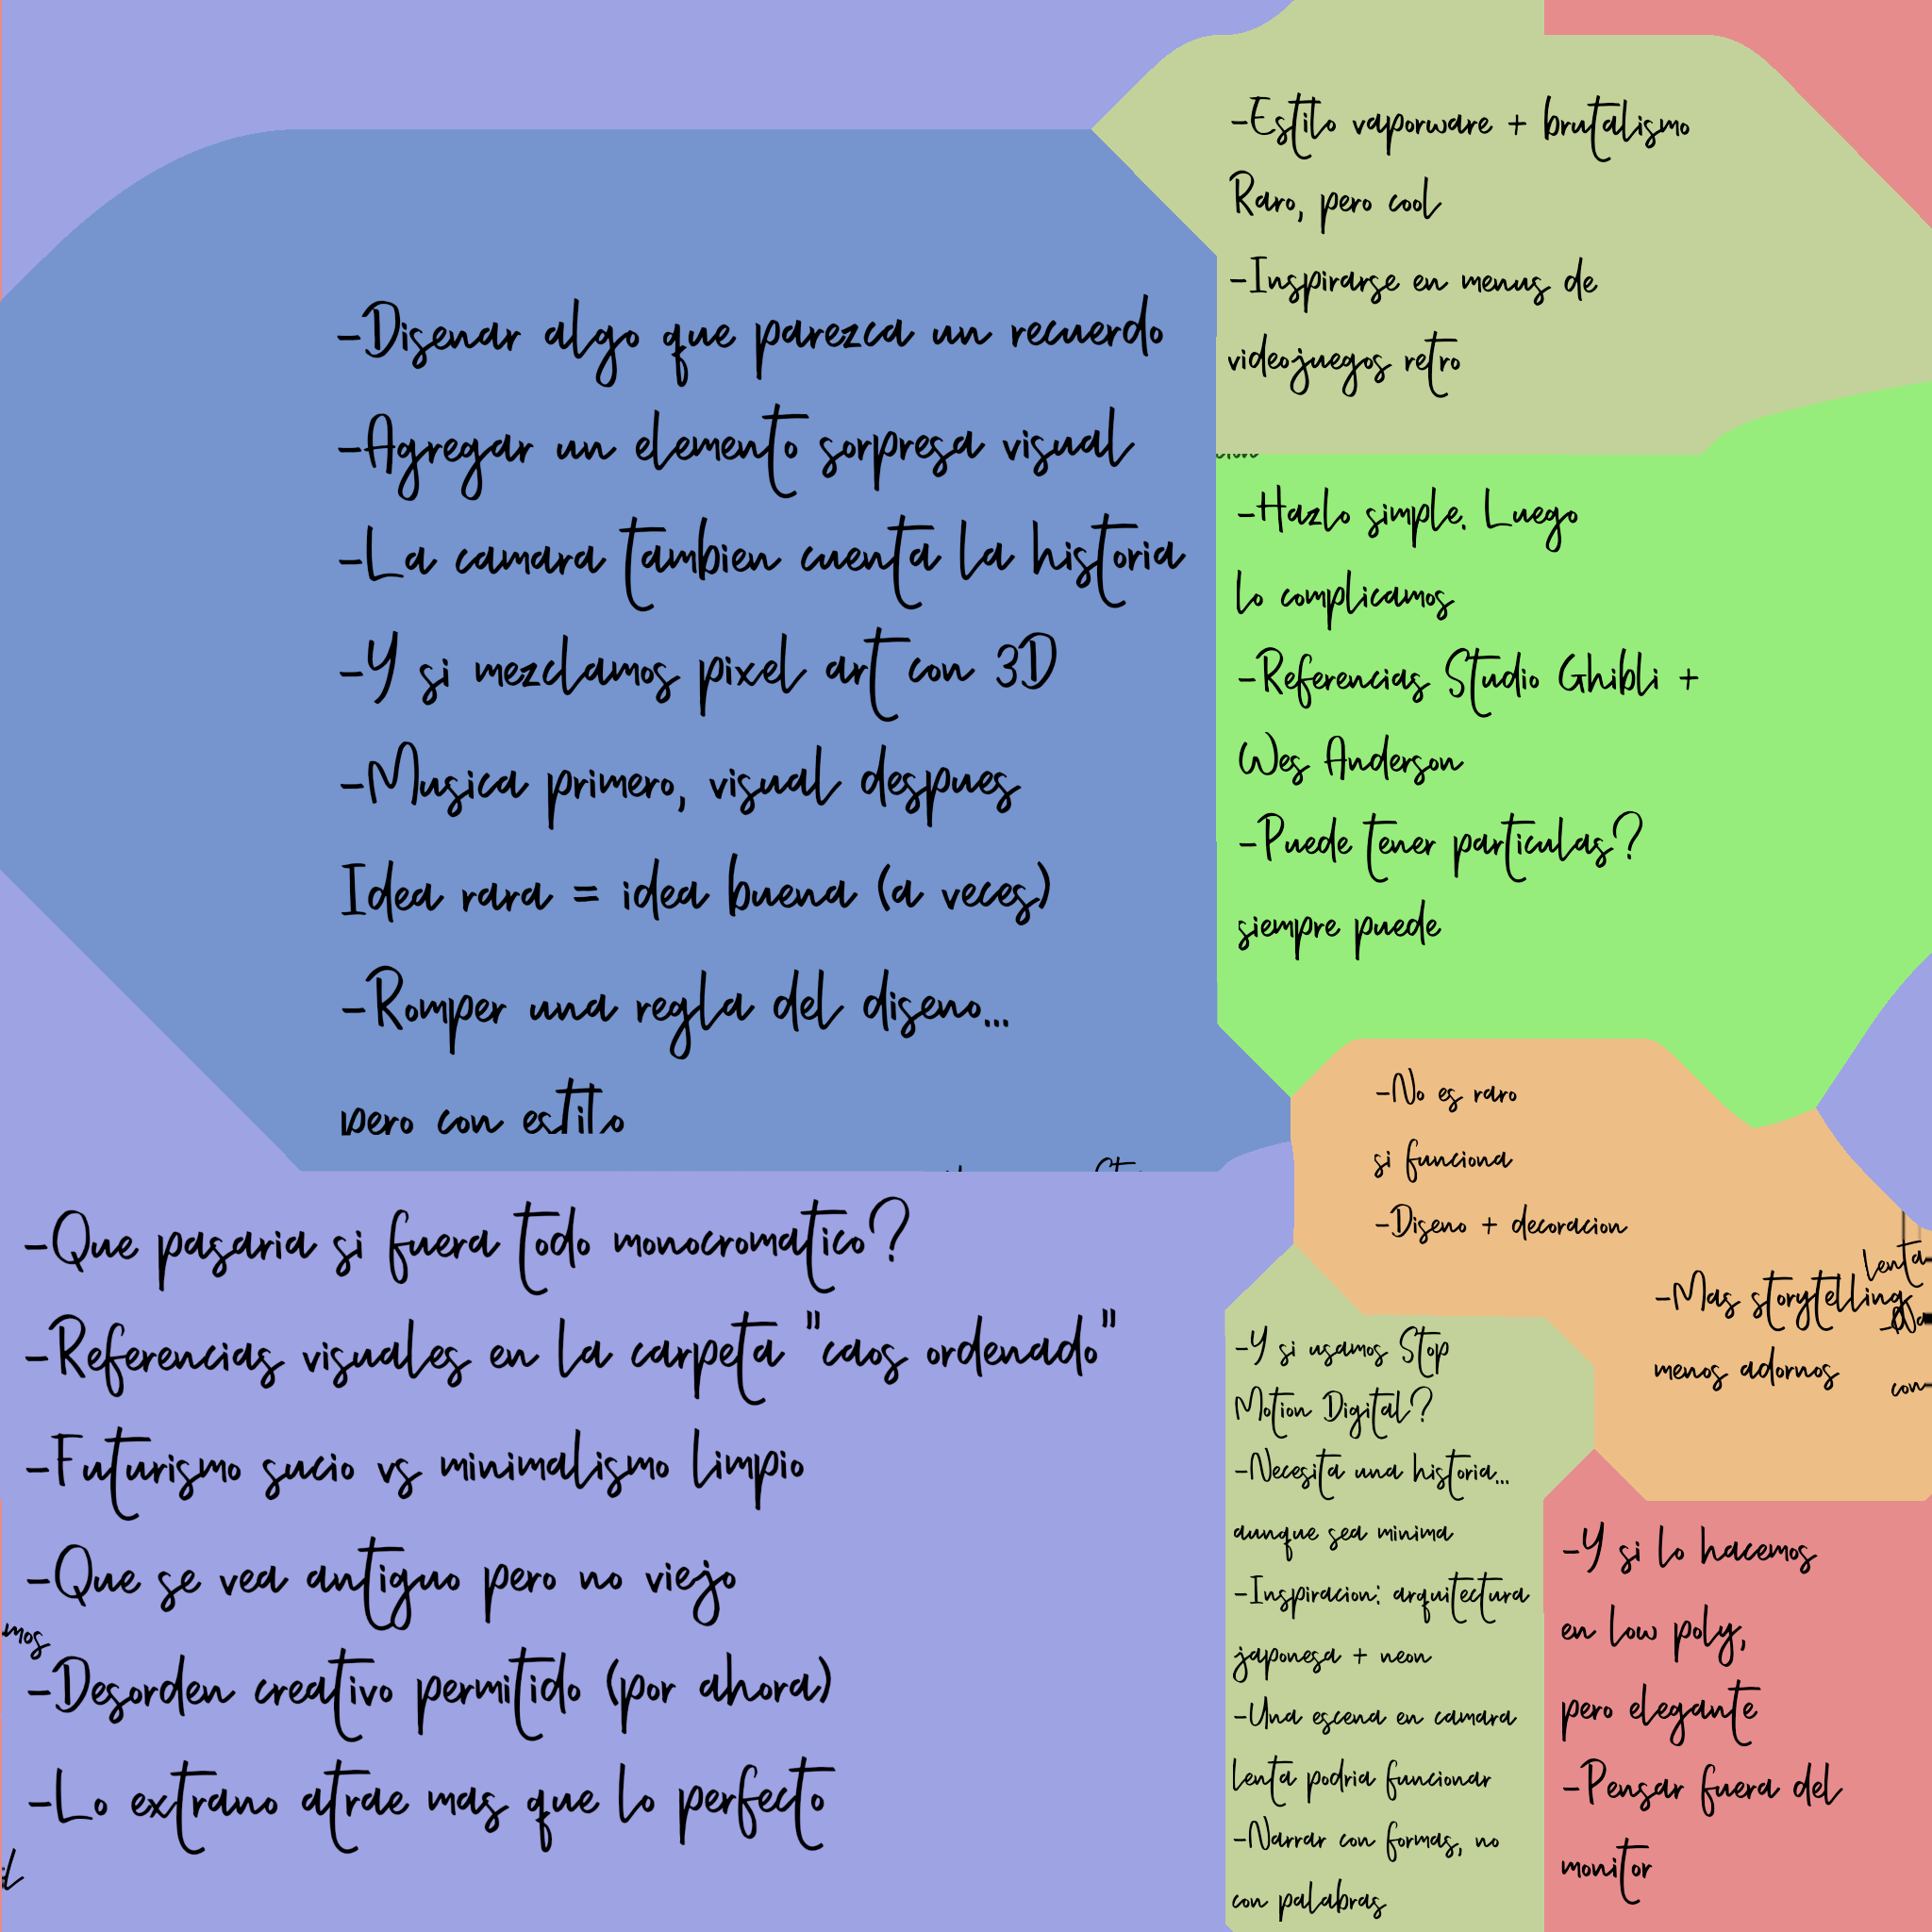 -Disenar algo que parezca un recuerdo
-Agregar un elemento sorpresa visual
-La camara tambien cuenta la historia
-Y si mezclamos pixel art con 3D
-Musica primero, visual despues
Idea rara = idea buena (a veces)
-Romper una regla del diseno...
pero con estilo
-Estilo vaporware + brutalismo
Raro, pero cool
-Inspirarse en menus de
videojuegos retro
-Hazlo simple. Luego
lo complicamos
-Referencias Studio Ghibli +
Wes Anderson
-Puede tener particulas?
siempre puede
-No es raro
si funciona
-Diseno + decoracion
-Mas storytelling
menos adornos
lenta
con
-Que pasaria si fuera todo monocromatico?
-Referencias visuales en la carpeta "caos ordenado"
-Futurismo sucio vs minimalismo limpio
-Que se vea antiguo pero no viejo
mos
-Desorden creativo permitido (por ahora)
-Lo extrano atrae mas que lo perfecto
-Y si usamos Stop
Motion Digital?
-Necesita una historia...
aunque sea minima
-Inspiracion: arquitectura
japonesa + neon
-Una escena en camara
lenta podria funcionar
-Narrar con formas, no
con palabras
-Y si lo hacemos
en low poly,
pero elegante
-Pensar fuera del
monitor